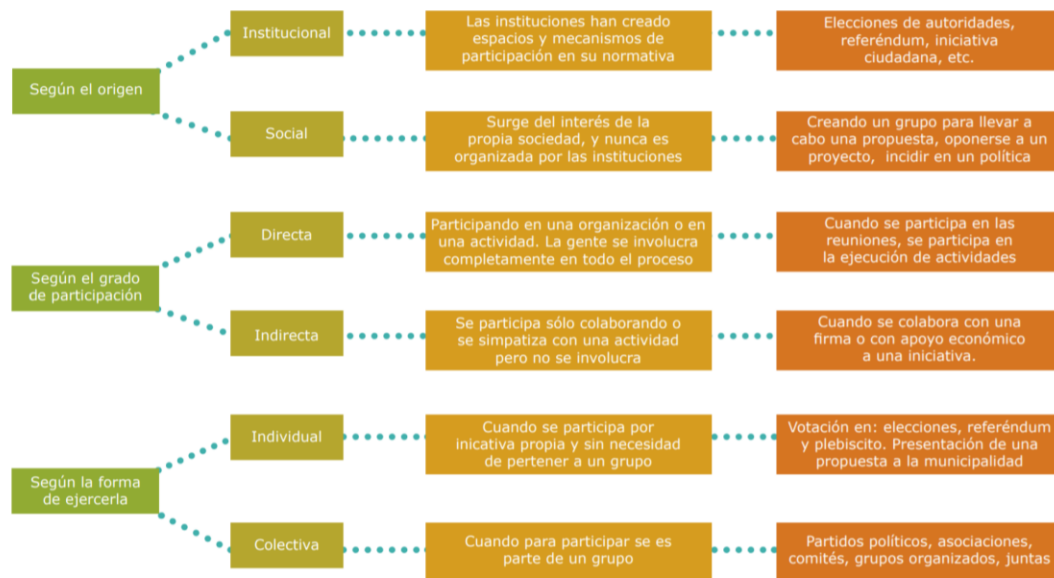 Según el origen
Institucional
Las instituciones han creado
espacios y mecanismos de
participación en su normativa
Elecciones de autoridades,
referéndum, iniciativa
ciudadana, etc.
Social
Surge del interés de la
propia sociedad, y nunca es
organizada por las instituciones
Creando un grupo para llevar a
cabo una propuesta, oponerse a un
proyecto, incidir en un política
Según el grado
de participación
Directa
Participando en una organización o en
una actividad. La gente se involucra
completamente en todo el proceso
Cuando se participa en las
reuniones, se participa en
la ejecución de actividades
Indirecta
Se participa sólo colaborando o
se simpatiza con una actividad
pero no se involucra
Cuando se colabora con una
firma o con apoyo económico
a una iniciativa.
Según la forma
de ejercerla
Individual
Cuando se participa por
inicativa propia y sin necesidad
de pertener a un grupo
Votación en: elecciones, referéndum
y plebiscito. Presentación de una
propuesta a la municipalidad
Colectiva
Cuando para participar se es
parte de un grupo
Partidos políticos, asociaciones,
comités, grupos organizados, juntas